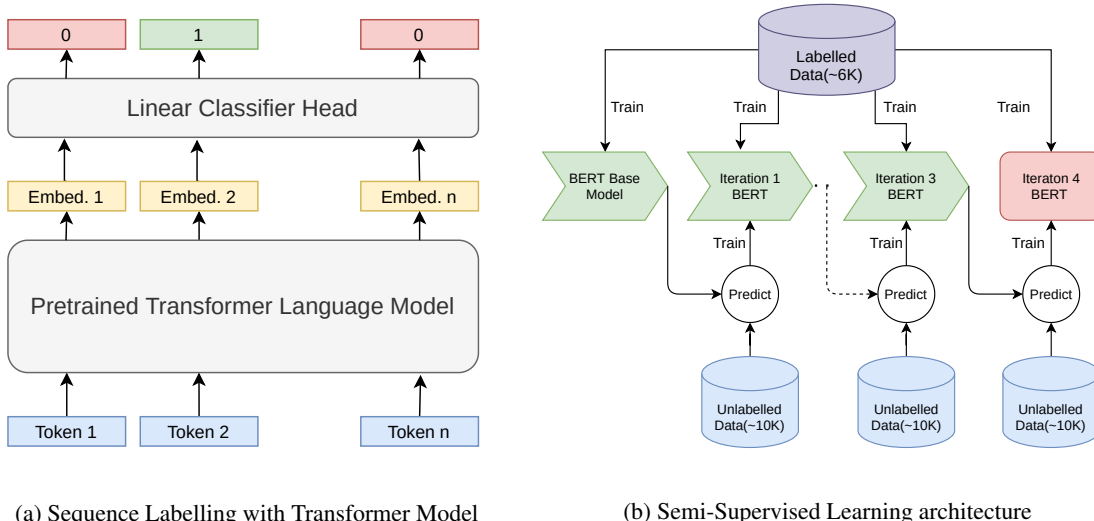 0
1
0
Linear Classifier Head
Embed. 1
Embed. 2
Embed. n
Pretrained Transformer Language Model
Token 1
Token 2
Token n
(a) Sequence Labelling with Transformer Model
Labelled
Data(~6K)
Train
Train
Train
Train
BERT Base
Model
Iteration 1
BERT
Iteration 3
BERT
Iteraton 4
BERT
Train
Train
Train
Predict
Predict
Predict
Unlabelled
Data(~10K)
Unlabelled
Data(~10K)
Unlabelled
Data(~10K)
(b) Semi-Supervised Learning architecture